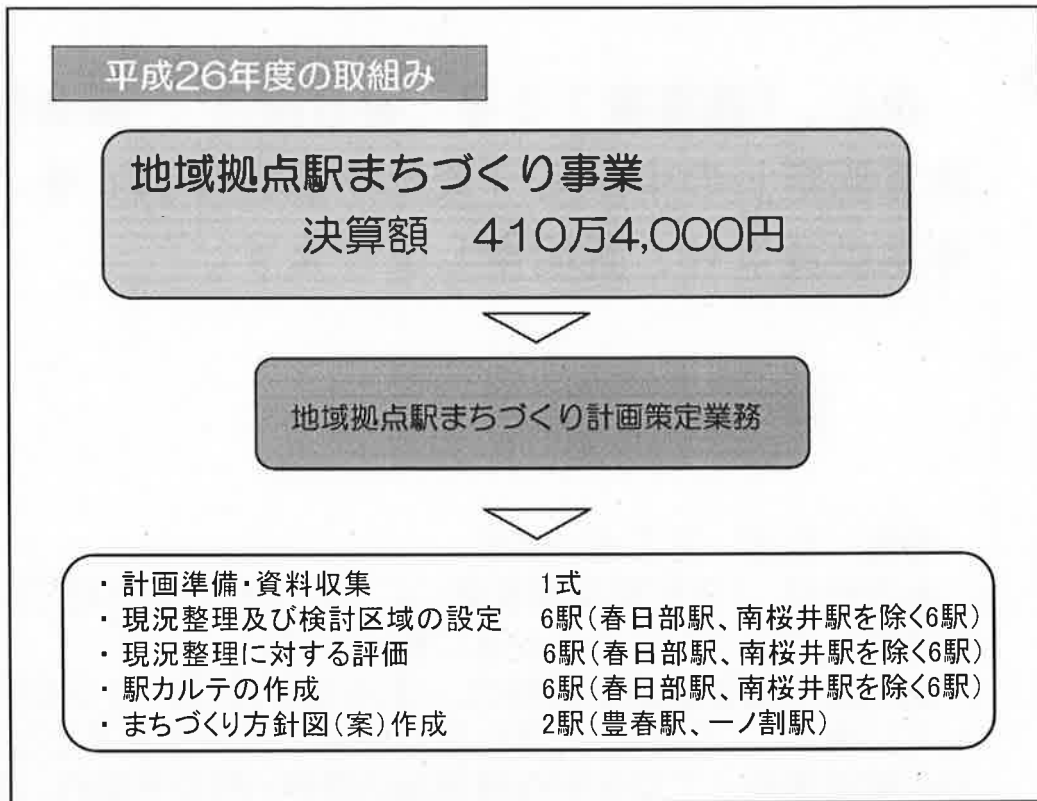 平成26年度の取組み
地域拠点駅まちづくり事業
決算額 410万4,000円
地域拠点駅まちづくり計画策定業務
・計画準備・資料収集 1式
・現況整理及び検討区域の設定 6駅(春日部駅、南桜井駅を除く6駅)
・現況整理に対する評価 6駅(春日部駅、南桜井駅を除く6駅)
・駅カルテの作成 6駅(春日部駅、南桜井駅を除く6駅)
・まちづくり方針図(案)作成 2駅(豊春駅、一ノ割駅)